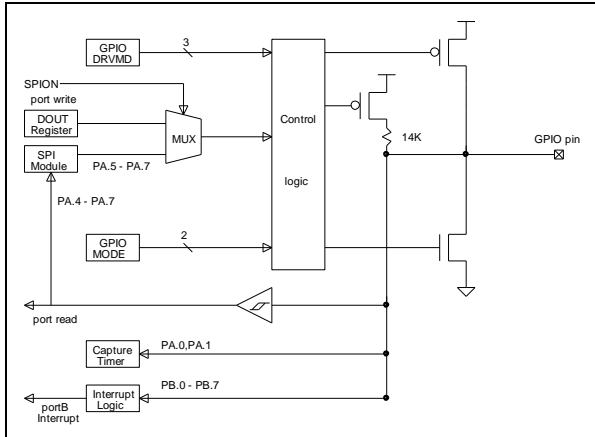 GPIO
DRVMD
3
SPION
port write
DOUT
Register
MUX
SPI
Module
PA.5 - PA.7
PA.4 - PA.7
Control
logic
14K
GPIO pin
GPIO
MODE
2
port read
Capture
Timer
PA.0,PA.1
Interrupt
Logic
PB.0 - PB.7
portB
Interrupt